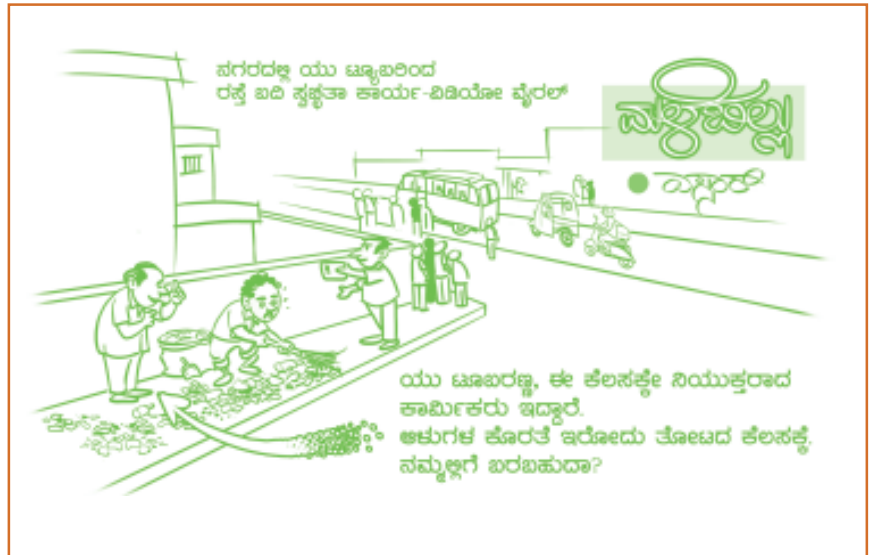 ನಗರದಲ್ಲಿ ಯು ಟ್ಯೂಬರಿಂದ
ರಸ್ತೆ ಬದಿ ಸ್ವಚ್ಛತಾ ಕಾರ್ಯ-ವಿಡಿಯೋ ವೈರಲ್
ಯು ಟೂಬರಣ್ಣ, ಈ ಕೆಲಸಕ್ಕೇ ನಿಯುಕ್ತರಾದ
ಕಾರ್ಮಿಕರು ಇದ್ದಾರೆ.
ಆಳುಗಳ ಕೊರತೆ ಇರೋದು ತೋಟದ ಕೆಲಸಕ್ಕೆ.
ನಮ್ಮಲ್ಲಿಗೆ ಬರಬಹುದಾ?